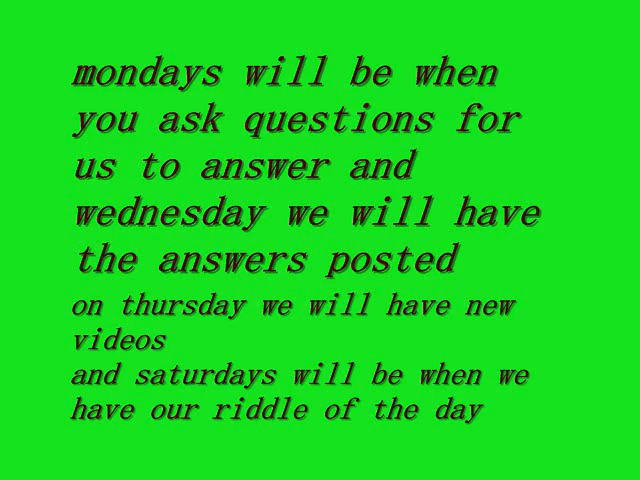 mondays will be when
you ask questions for
us to answer and
wednesday we will have
the answers posted
on thursday we will have new
videos
and saturdays will be when we
have our riddle of the day